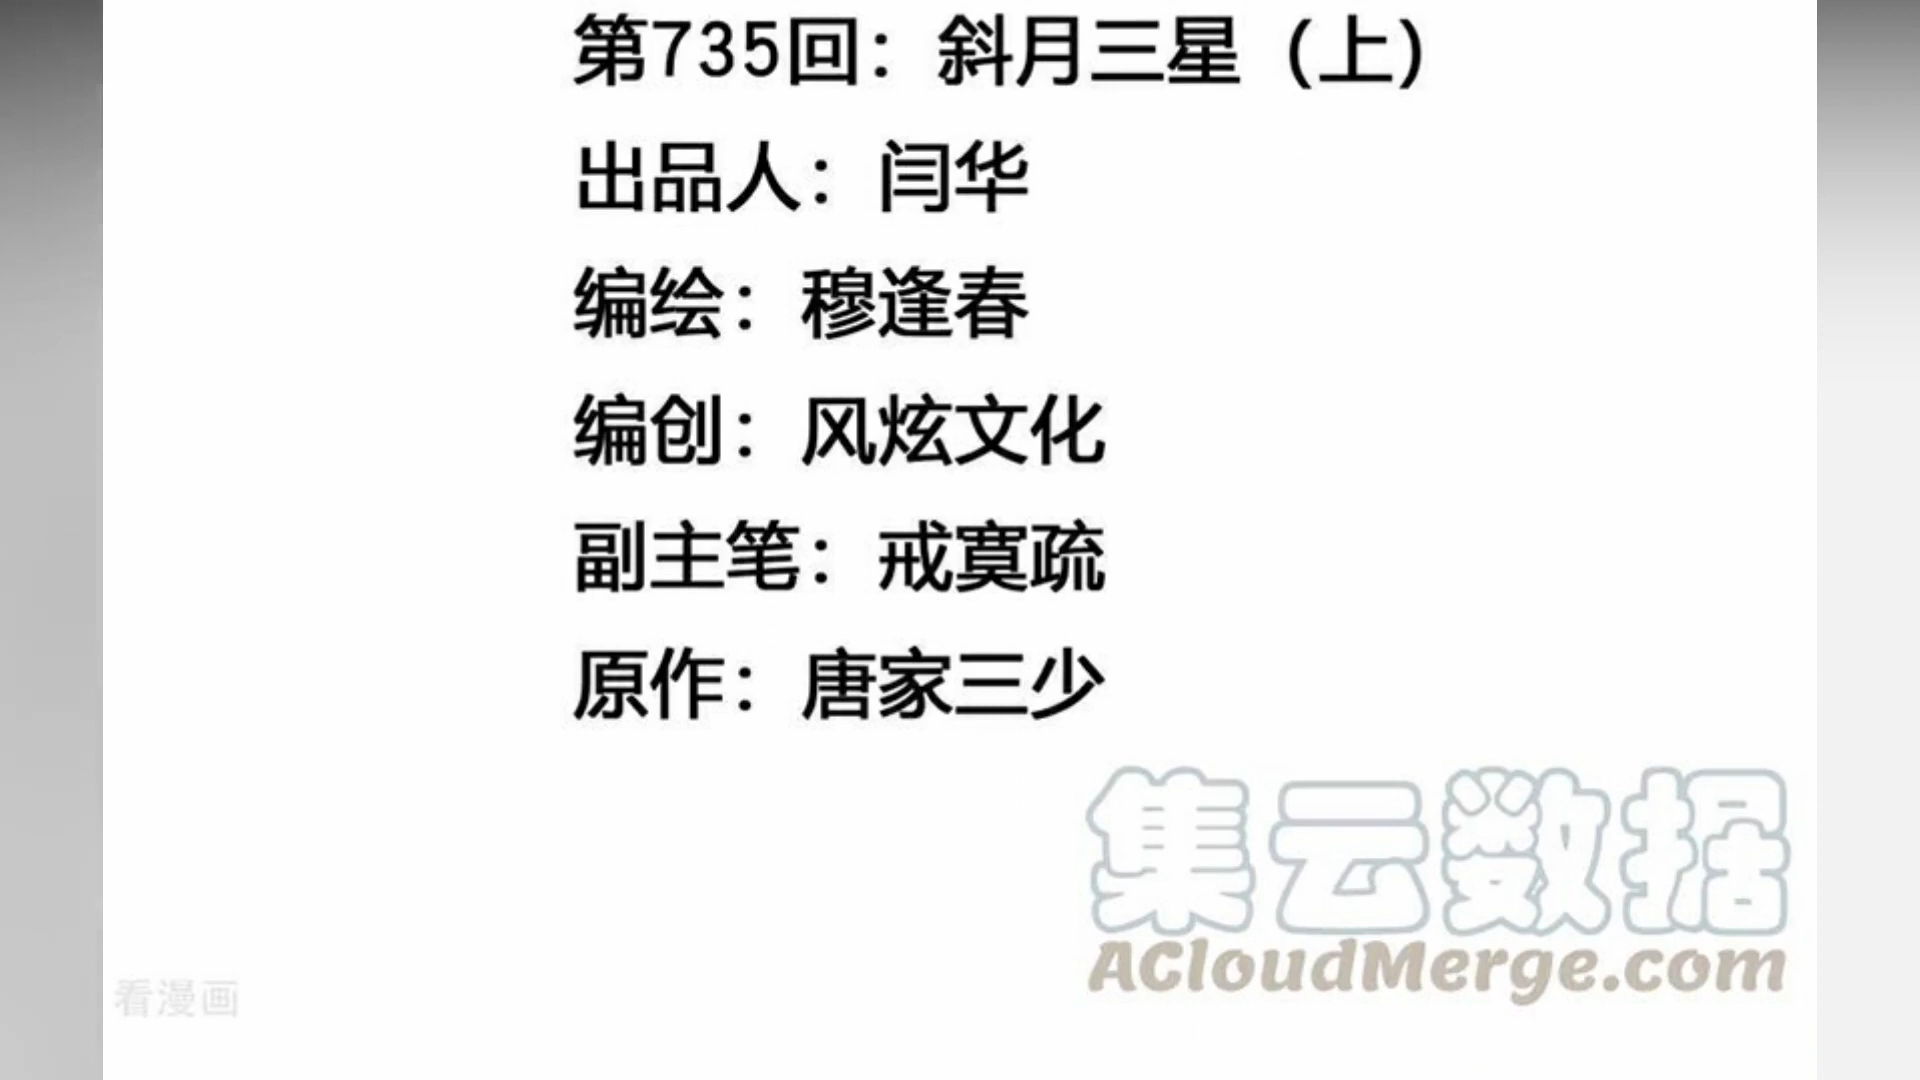 第735回：斜月三星（上）
出品人：闫华
编绘：穆逢春
编创：风炫文化
副主笔：戒寞疏
原作：唐家三少
集云数据
ACloudMerge.com
看漫画